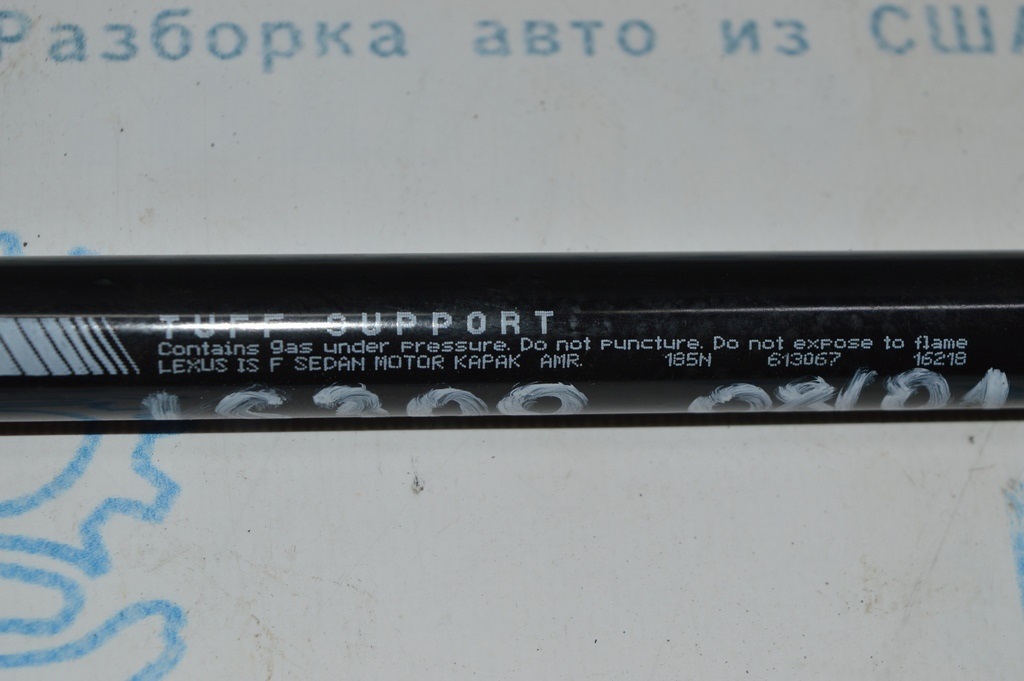 Разборка авто из США
TUFF SUPPORT
Contains gas under pressure. Do not puncture. Do not expose to flame
LEXUS IS F SEDAN MOTOR KAPAK AMR. 185N 613067 16218